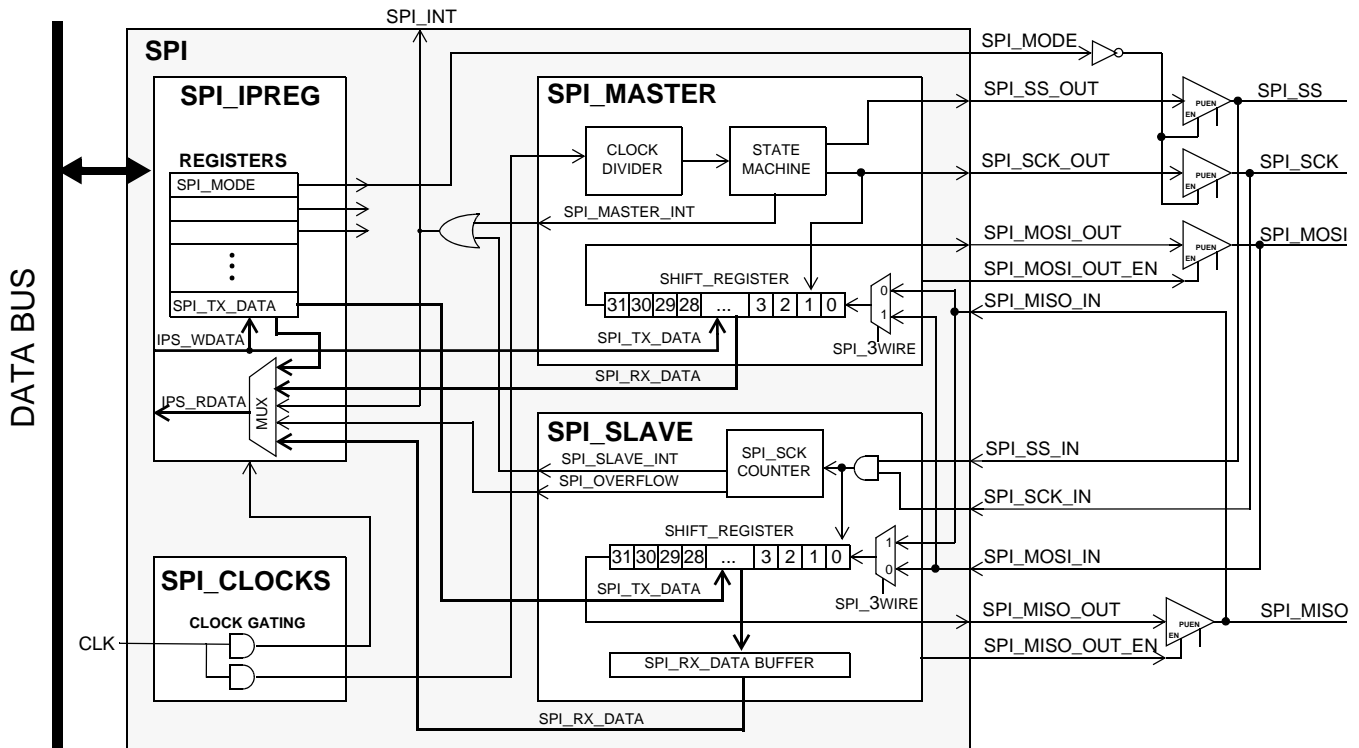 SPI_INT
SPI
SPI_MODE
SPI_IPREG
SPI_MASTER
SPI_SS_OUT
PUEN
EN
SPI_SS
REGISTERS
CLOCK
DIVIDER
STATE
MACHINE
SPI_SCK_OUT
PUEN
EN
SPI_SCK
SPI_MODE
SPI_MASTER_INT
SPI_MOSI_OUT
PUEN
EN
SPI_MOSI
SPI_MOSI_OUT_EN
SHIFT_REGISTER
31 30 29 28 ... 3 2 1 0
0
1
SPI_MISO_IN
SPI_TX_DATA
IPS_WDATA
SPI_TX_DATA
SPI_3WIRE
SPI_RX_DATA
IPS_RDATA
MUX
DATA BUS
SPI_SLAVE
SPI_SCK
COUNTER
SPI_SS_IN
SPI_SLAVE_INT
SPI_OVERFLOW
SPI_SCK_IN
SHIFT_REGISTER
31 30 29 28 ... 3 2 1 0
1
0
SPI_MOSI_IN
SPI_TX_DATA
SPI_3WIRE
SPI_CLOCKS
CLOCK GATING
CLK
SPI_MISO_OUT
PUEN
EN
SPI_MISO
SPI_MISO_OUT_EN
SPI_RX_DATA BUFFER
SPI_RX_DATA